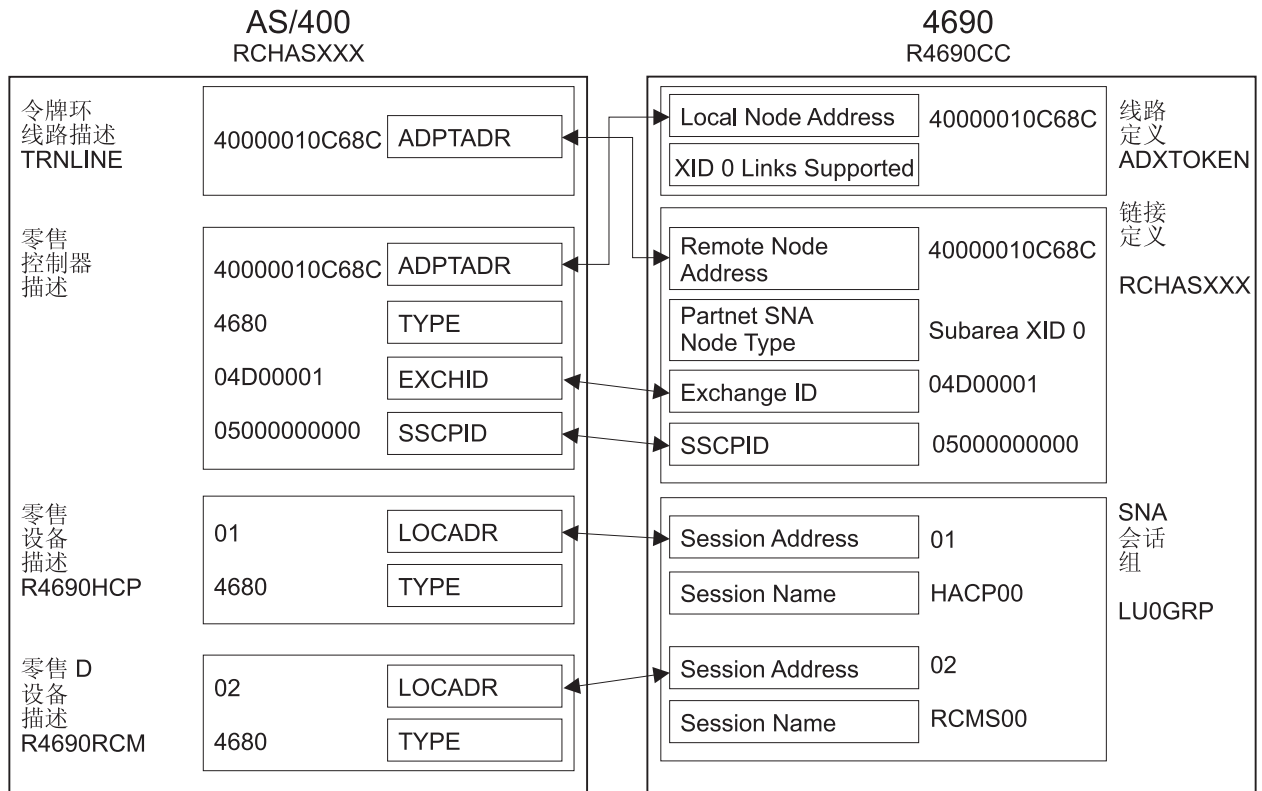 AS/400
RCHASXXX
令牌环
线路描述
TRNLINE
40000010C68C ADPTADR
零售
控制器
描述
40000010C68C ADPTADR
4680 TYPE
04D00001 EXCHID
05000000000 SSCPID
零售
设备
描述
R4690HCP
01 LOCADR
4680 TYPE
零售 D
设备
描述
R4690RCM
02 LOCADR
4680 TYPE
4690
R4690CC
Local Node Address 40000010C68C
XID 0 Links Supported
线路
定义
ADXTOKEN
Remote Node
Address
40000010C68C
Partnet SNA
Node Type
Subarea XID 0
Exchange ID 04D00001
SSCPID 05000000000
链接
定义
RCHASXXX
Session Address 01
Session Name HACP00
Session Address 02
Session Name RCMS00
SNA
会话
组
LU0GRP